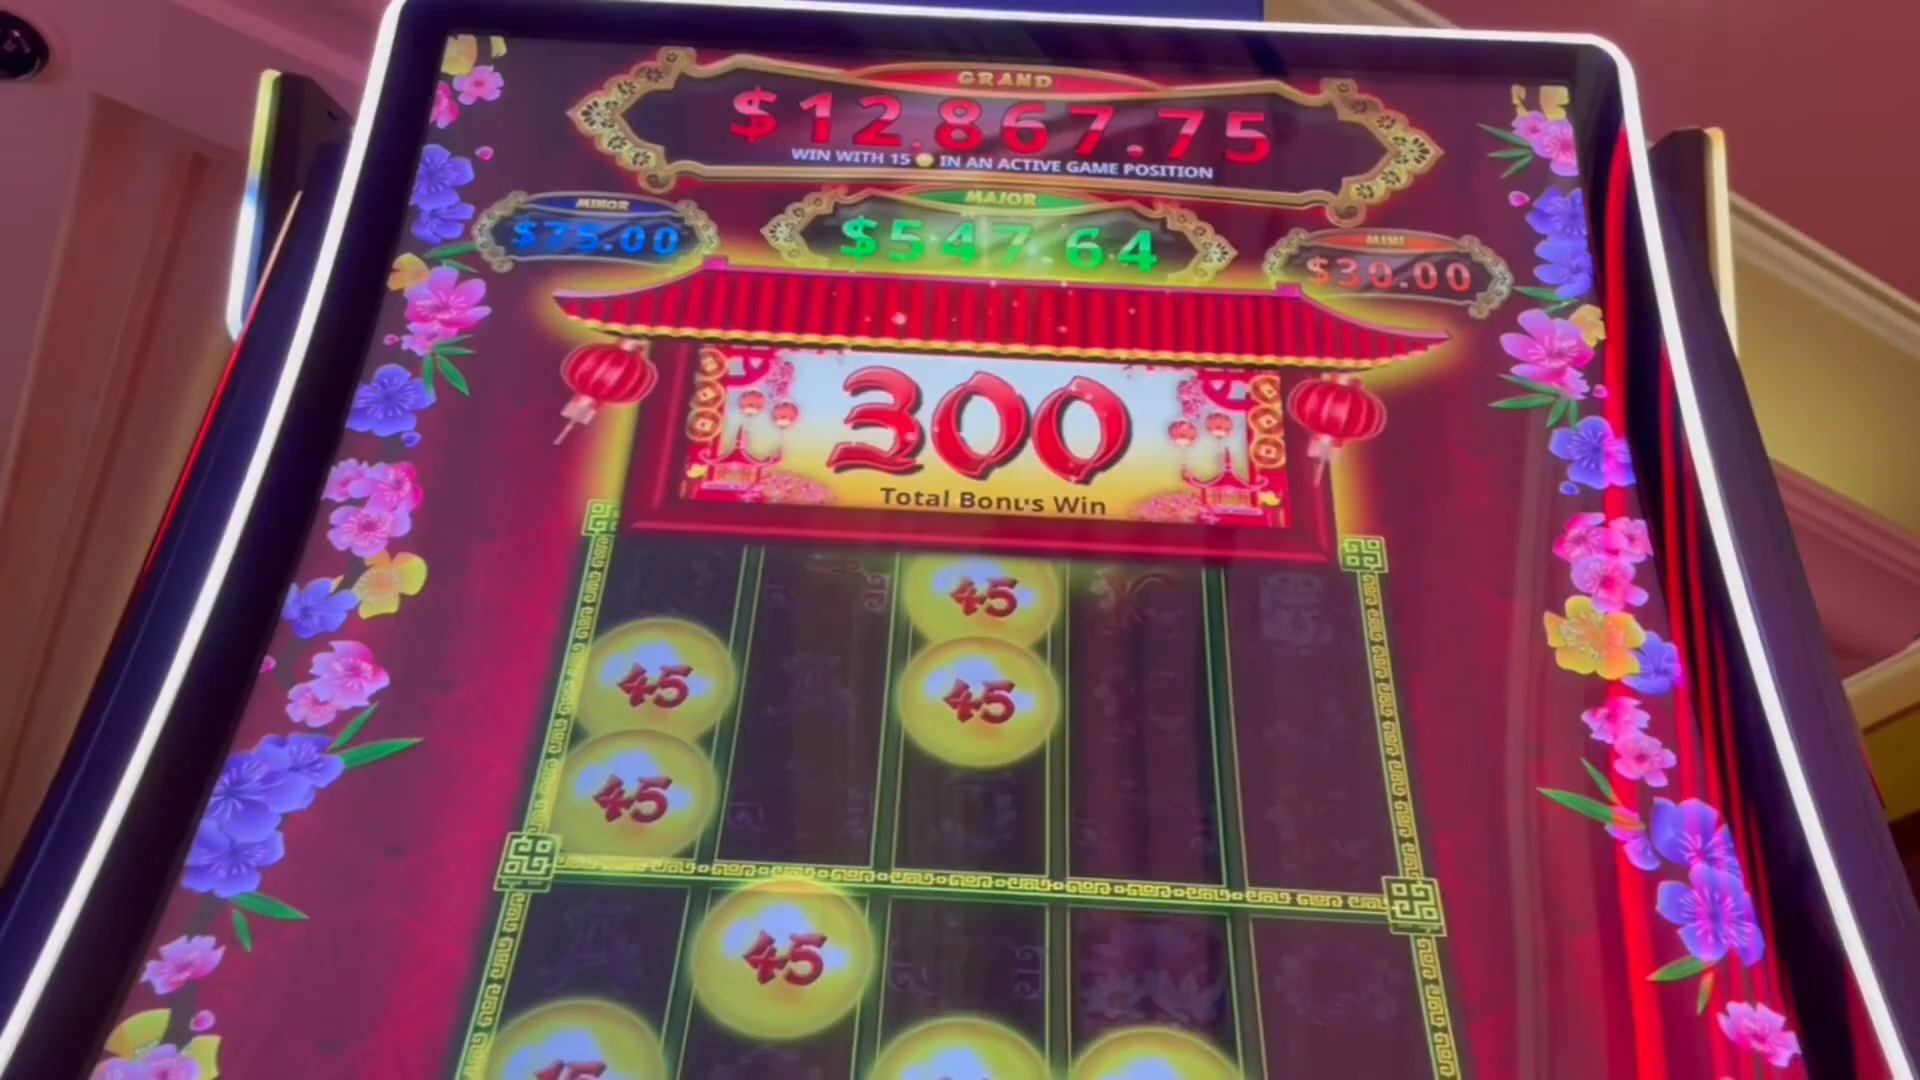 GRAND
$12,867.75
WIN WITH 15 IN AN ACTIVE GAME POSITION
MINOR
$75.00
MAJOR
$547.64
MINI
$30.00
300
Total Bonus Win
45
45
45
45
45